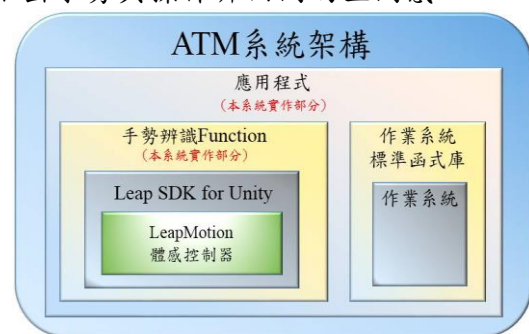 ATM系統架構
應用程式
(本系統實作部分)
手勢辨識Function
(本系統實作部分)
Leap SDK for Unity
LeapMotion
體感控制器
作業系統
標準函式庫
作業系統